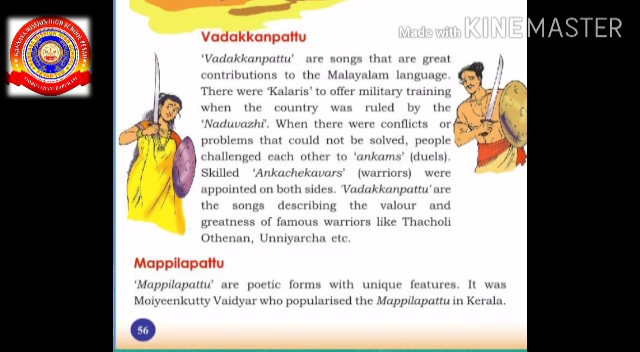 Made with KINEMASTER
Vadakkanpattu
'Vadakkanpattu' are songs that are great
contributions to the Malayalam language.
There were 'Kalaris' to offer military training
when the country was ruled by the
'Naduvazhi'. When there were conflicts or
problems that could not be solved, people
challenged each other to 'ankams' (duels).
Skilled 'Ankachekavars' (warriors) were
appointed on both sides. 'Vadakkanpattu' are
the songs describing the valour and
greatness of famous warriors like Thacholi
Othenan, Unniyarcha etc.
Mappilapattu
'Mappilapattu' are poetic forms with unique features. It was
Moiyeenkutty Vaidyar who popularised the Mappilapattu in Kerala.
56